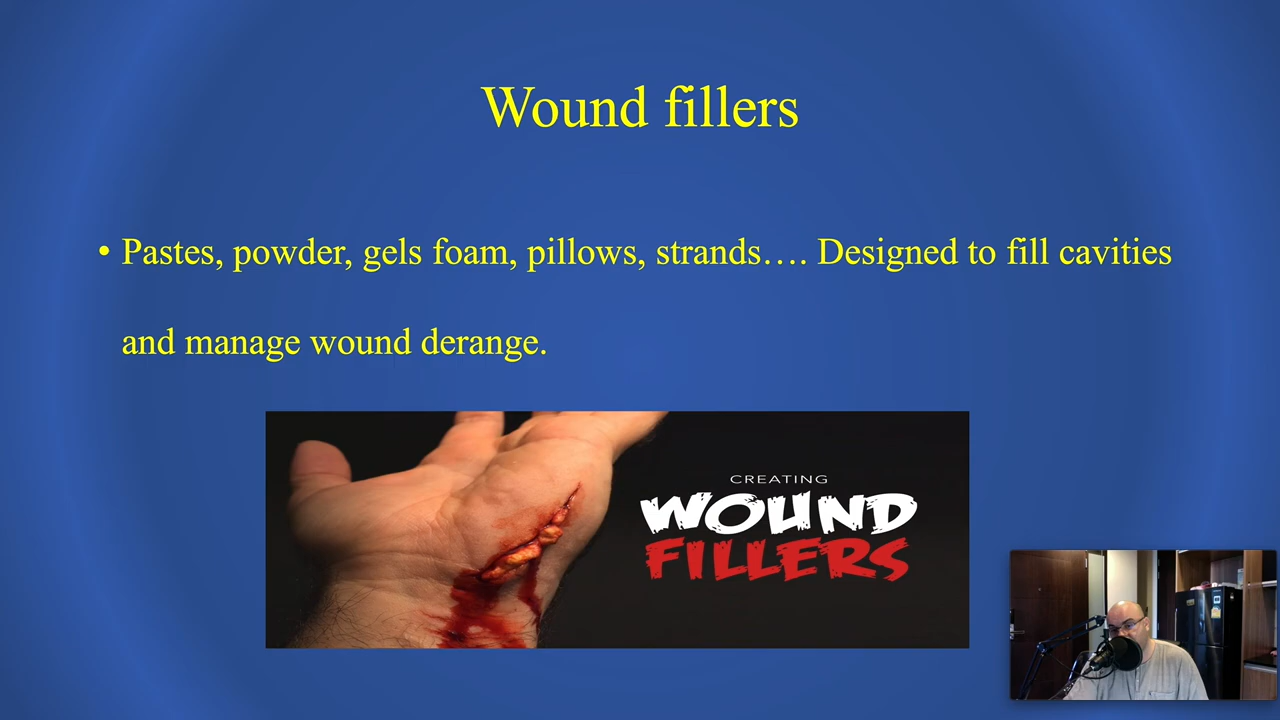 Wound fillers
• Pastes, powder, gels foam, pillows, strands…. Designed to fill cavities
and manage wound derange.
CREATING
WOUND
FILLERS